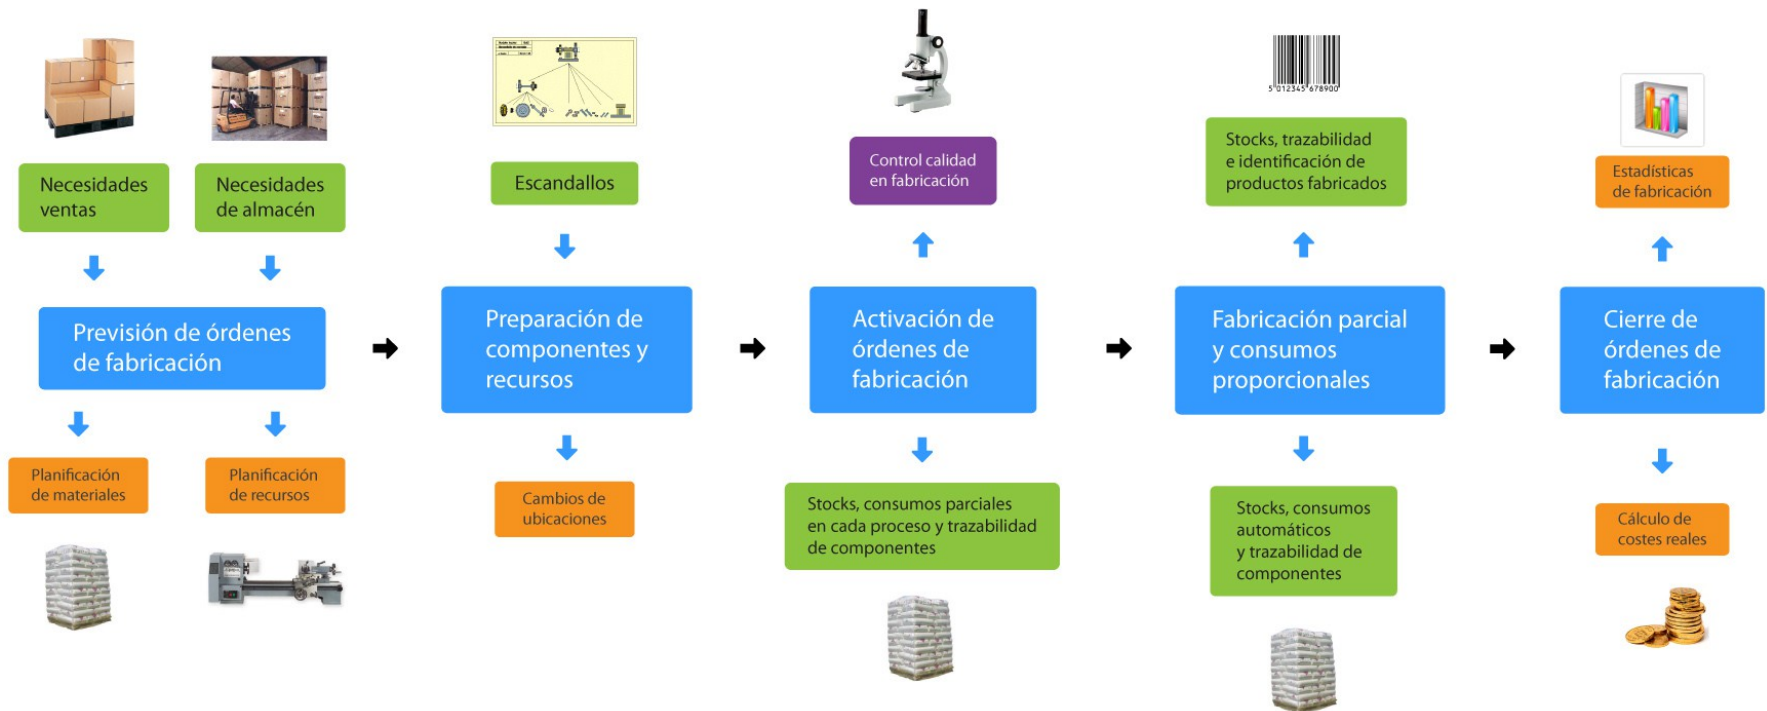 5 012345 678900
Necesidades
ventas
Necesidades
de almacén
Escandallos
Control calidad
en fabricación
Stocks, trazabilidad
e identificación de
productos fabricados
Estadísticas
de fabricación
Previsión de órdenes
de fabricación
Preparación de
componentes y
recursos
Activación de
órdenes de
fabricación
Fabricación parcial
y consumos
proporcionales
Cierre de
órdenes de
fabricación
Planificación
de materiales
Planificación
de recursos
Cambios de
ubicaciones
Stocks, consumos parciales
en cada proceso y trazabilidad
de componentes
Stocks, consumos
automáticos
y trazabilidad de
componentes
Cálculo de
costes reales